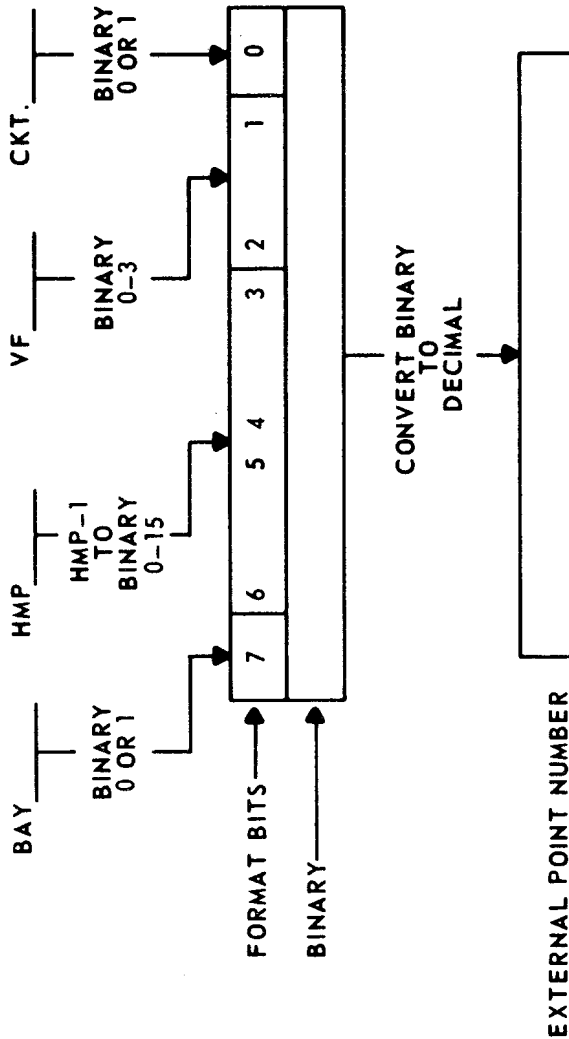 BAY HMP VF CKT.
BINARY
0 OR 1
HMP-1
TO
BINARY
0-15
BINARY
0-3
BINARY
0 OR 1
FORMAT BITS 7 6 5 4 3 2 1 0
BINARY
CONVERT BINARY
TO
DECIMAL
EXTERNAL POINT NUMBER